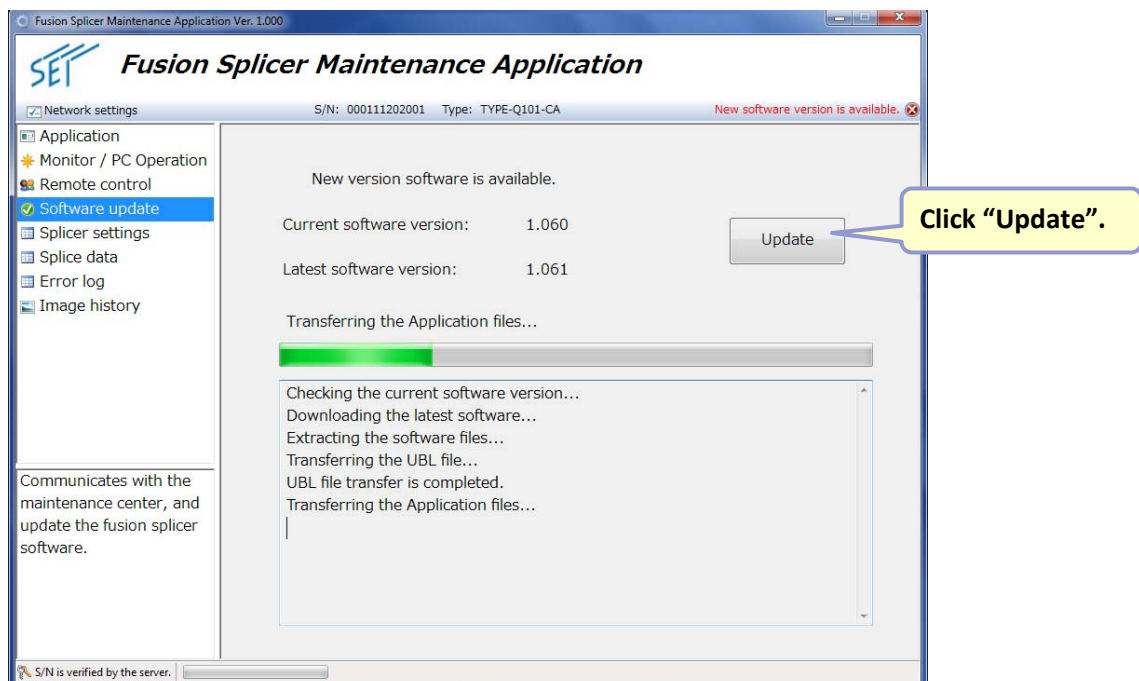 Fusion Splicer Maintenance Application Ver. 1.000
SET
Fusion Splicer Maintenance Application
Network settings
S/N: 000111202001 Type: TYPE-Q101-CA
New software version is available.
Application
Monitor / PC Operation
Remote control
Software update
Splicer settings
Splice data
Error log
Image history
Communicates with the
maintenance center, and
update the fusion splicer
software.
New version software is available.
Current software version: 1.060
Latest software version: 1.061
Update
Click “Update”.
Transferring the Application files...
Checking the current software version...
Downloading the latest software...
Extracting the software files...
Transferring the UBL file...
UBL file transfer is completed.
Transferring the Application files...
S/N is verified by the server.